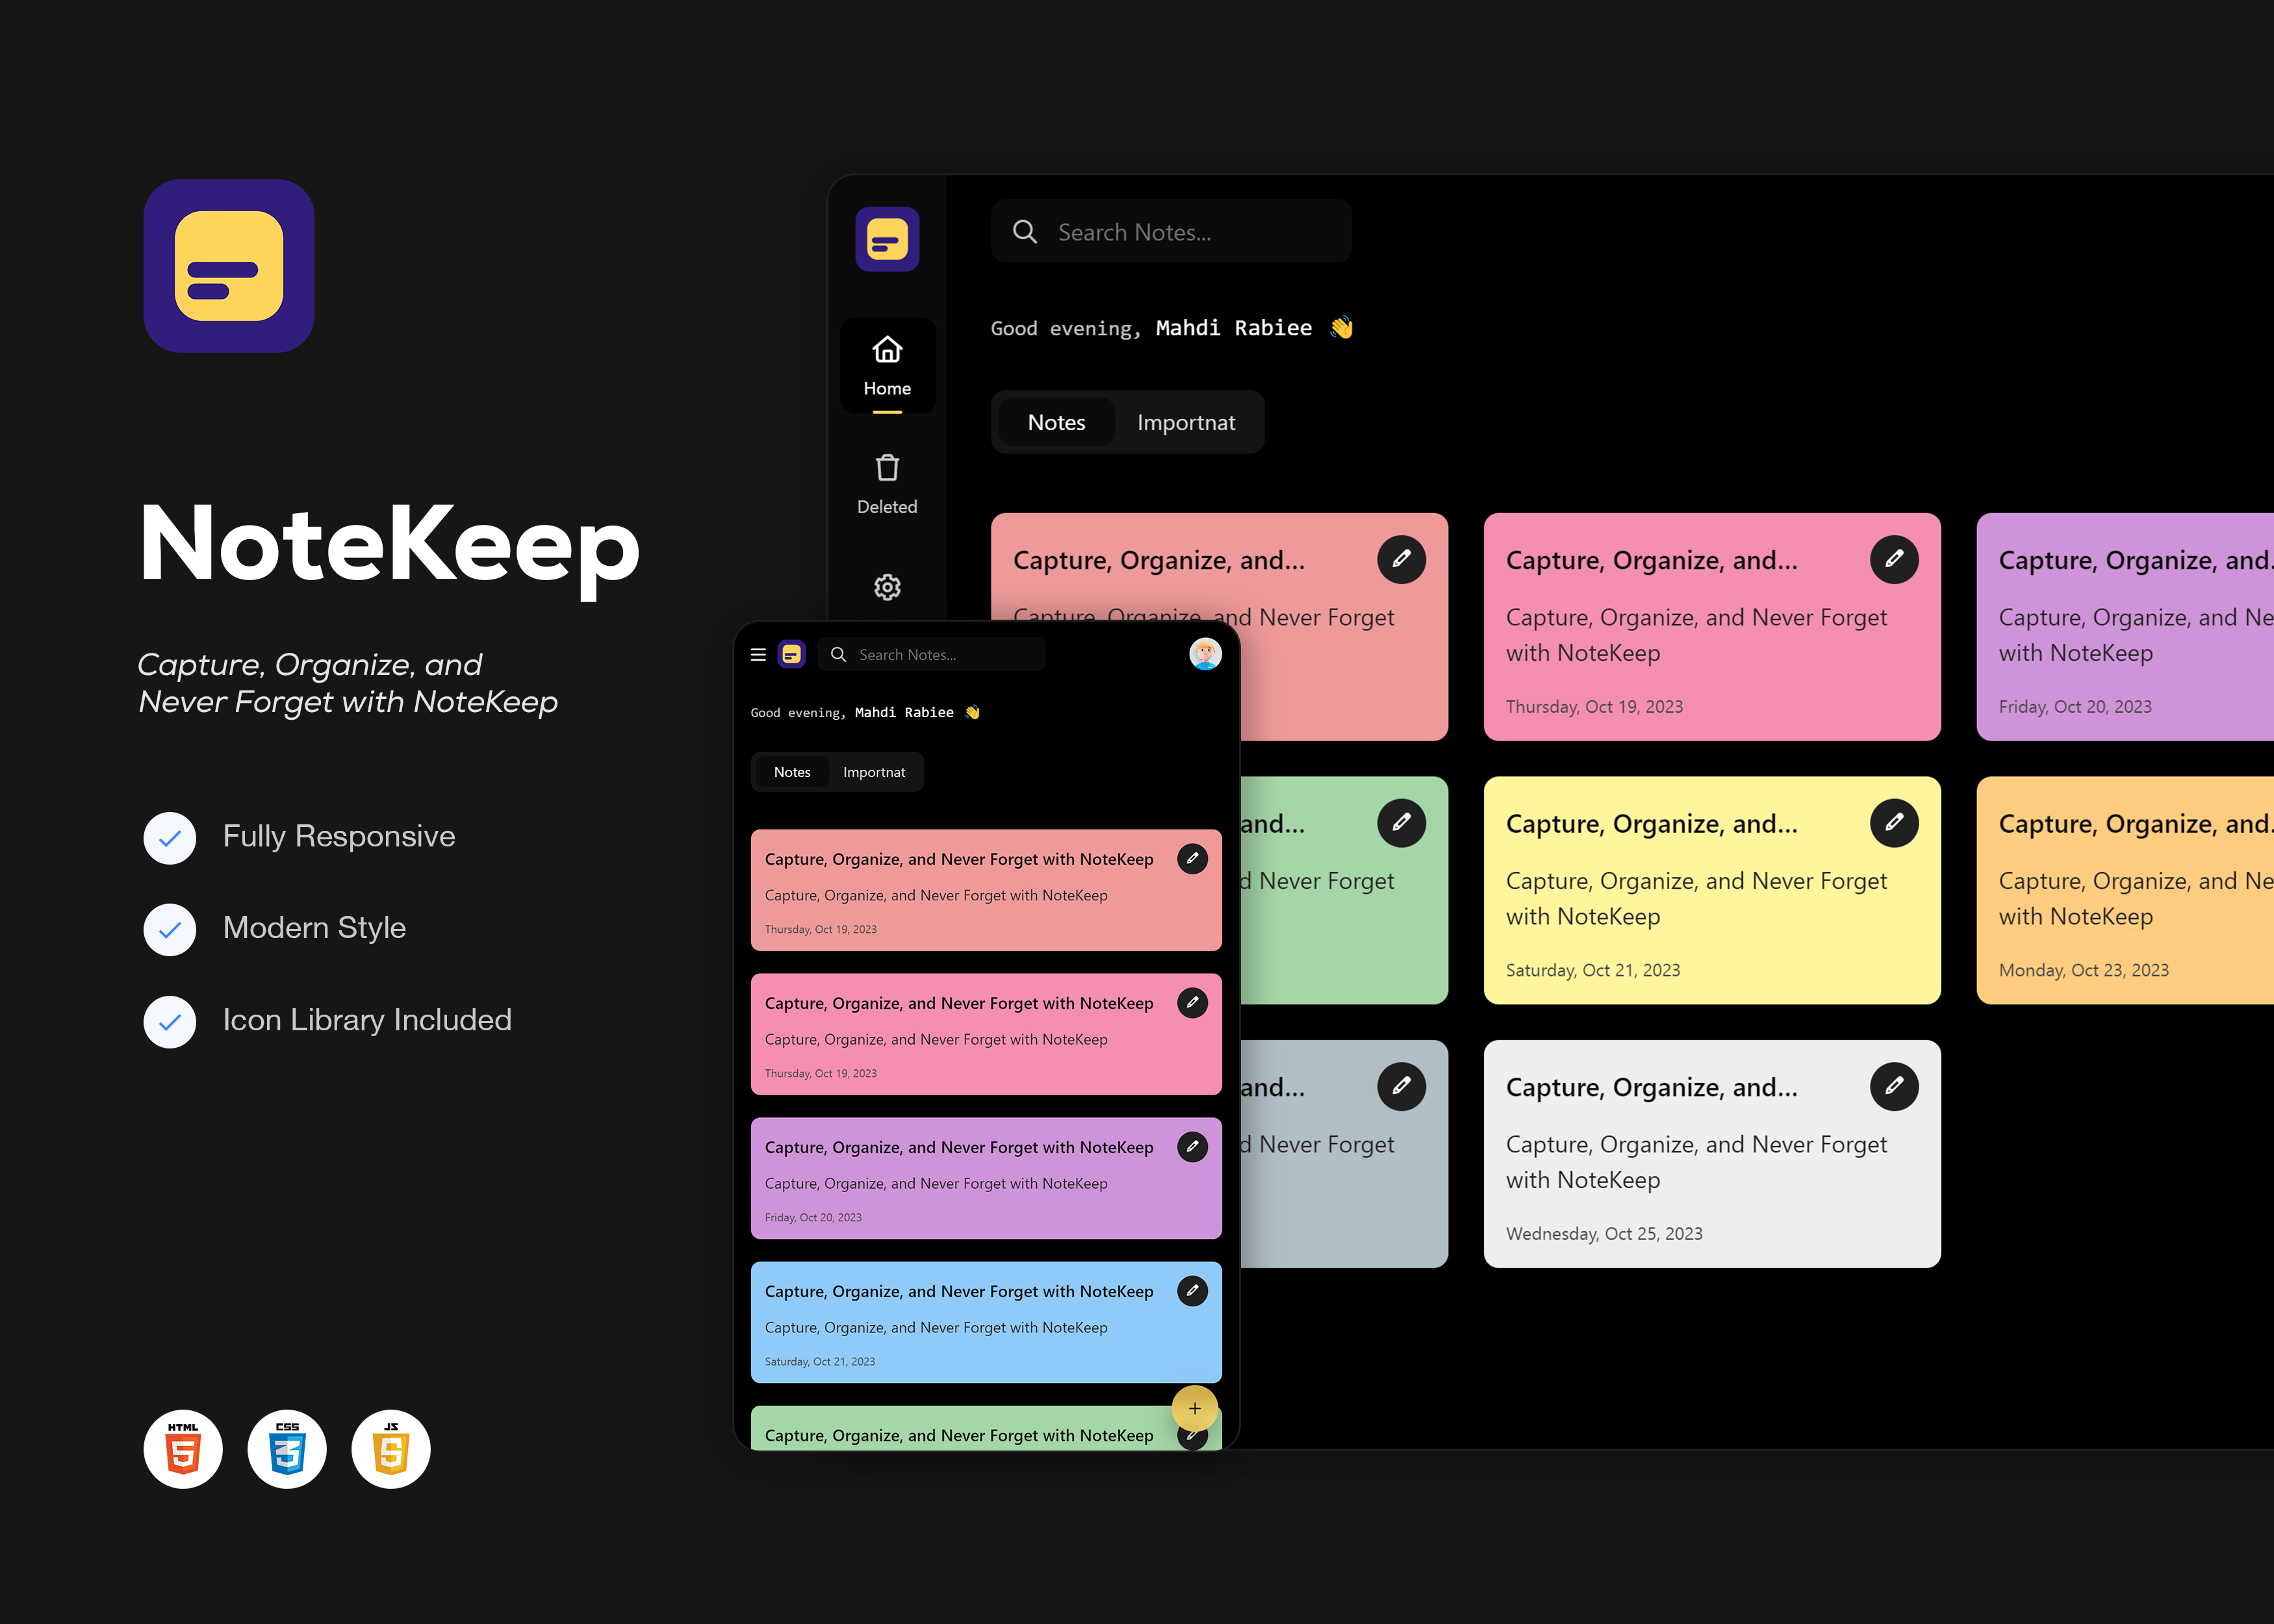 NoteKeep
Capture, Organize, and
Never Forget with NoteKeep
Fully Responsive
Modern Style
Icon Library Included
HTML
5
CSS
3
JS
5
Home
Deleted
Search Notes...
Good evening, Mahdi Rabiee 👋
Notes Importnat
Capture, Organize, and...
Capture, Organize, and Never Forget
Capture, Organize, and...
Capture, Organize, and Never Forget
with NoteKeep
Thursday, Oct 19, 2023
Capture, Organize, and.
Capture, Organize, and Ne
with NoteKeep
Friday, Oct 20, 2023
and...
d Never Forget
Capture, Organize, and...
Capture, Organize, and Never Forget
with NoteKeep
Saturday, Oct 21, 2023
Capture, Organize, and.
Capture, Organize, and Ne
with NoteKeep
Monday, Oct 23, 2023
and...
d Never Forget
Capture, Organize, and...
Capture, Organize, and Never Forget
with NoteKeep
Wednesday, Oct 25, 2023
Search Notes...
Good evening, Mahdi Rabiee 👋
Notes Importnat
Capture, Organize, and Never Forget with NoteKeep
Capture, Organize, and Never Forget with NoteKeep
Thursday, Oct 19, 2023
Capture, Organize, and Never Forget with NoteKeep
Capture, Organize, and Never Forget with NoteKeep
Thursday, Oct 19, 2023
Capture, Organize, and Never Forget with NoteKeep
Capture, Organize, and Never Forget with NoteKeep
Friday, Oct 20, 2023
Capture, Organize, and Never Forget with NoteKeep
Capture, Organize, and Never Forget with NoteKeep
Saturday, Oct 21, 2023
+
Capture, Organize, and Never Forget with NoteKeep